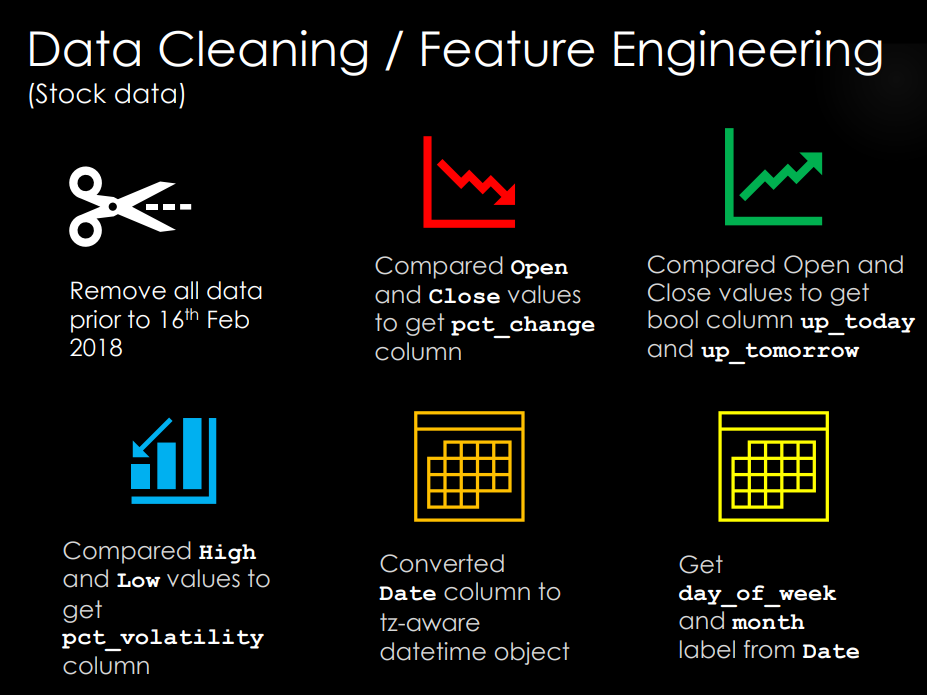 Data Cleaning / Feature Engineering
(Stock data)
Remove all data
prior to 16th Feb
2018
Compared Open
and Close values
to get pct_change
column
Compared Open and
Close values to get
bool column up_today
and up_tomorrow
Compared High
and Low values to
get
pct_volatility
column
Converted
Date column to
tz-aware
datetime object
Get
day_of_week
and month
label from Date